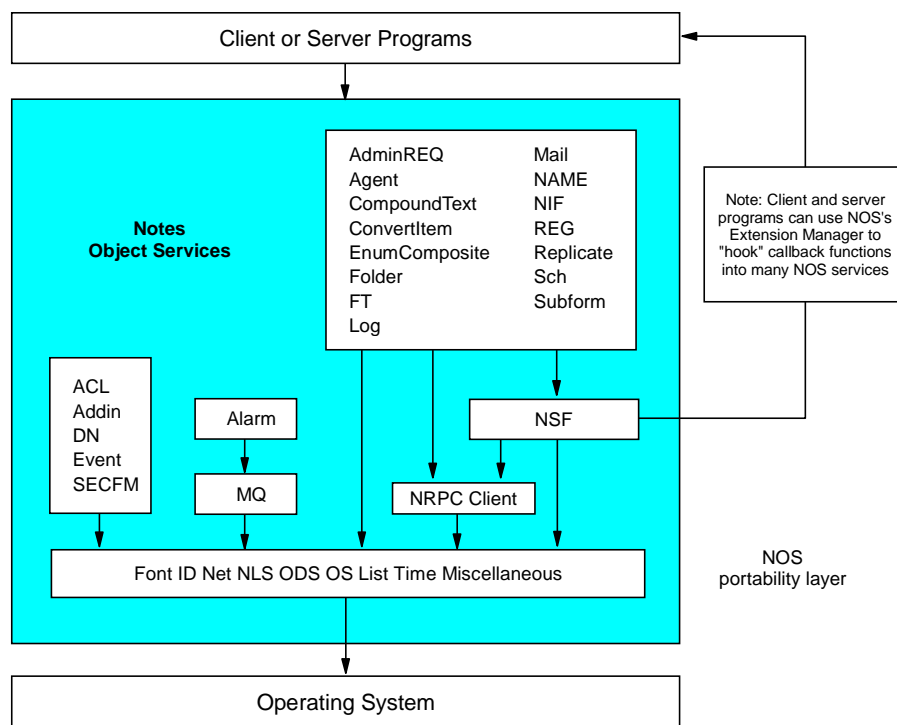 Client or Server Programs
Notes
Object Services
AdminREQ
Agent
CompoundText
ConvertItem
EnumComposite
Folder
FT
Log
Mail
NAME
NIF
REG
Replicate
Sch
Subform
Note: Client and server
programs can use NOS's
Extension Manager to
"hook" callback functions
into many NOS services
ACL
Addin
DN
Event
SECFM
Alarm
MQ
NSF
NRPC Client
Font ID Net NLS ODS OS List Time Miscellaneous
NOS
portability layer
Operating System